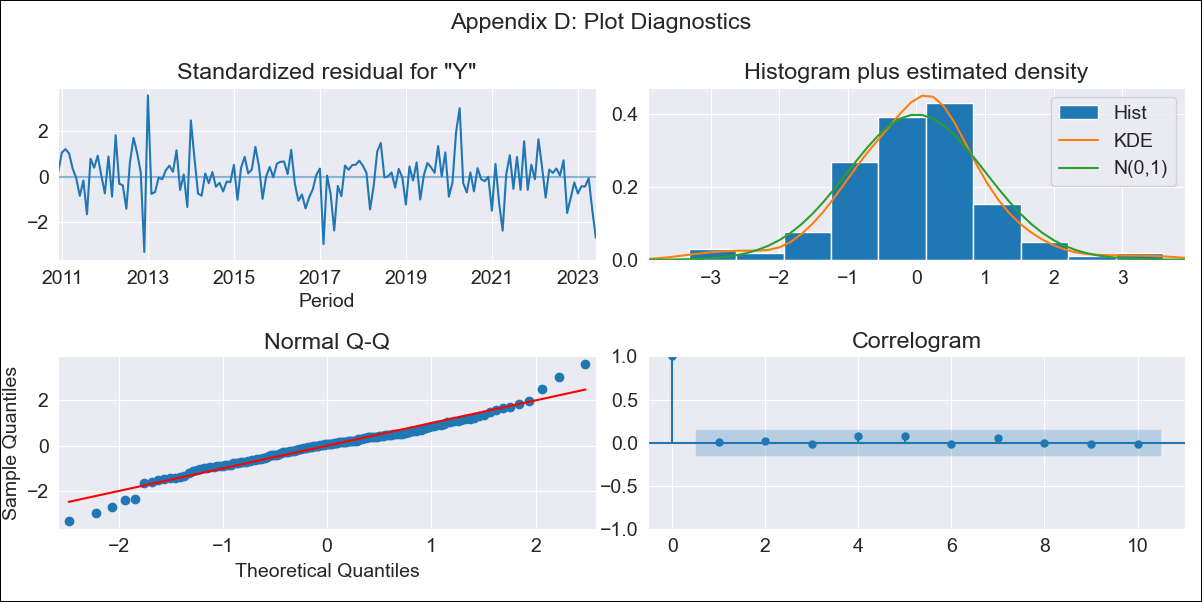 Appendix D: Plot Diagnostics
Standardized residual for "Y"
2
0
−2
2011 2013 2015 2017 2019 2021 2023
Period
Histogram plus estimated density
0.4
0.2
0.0
Hist
KDE
N(0,1)
−3 −2 −1 0 1 2 3
Normal Q-Q
Sample Quantiles
2
0
−2
−2 −1 0 1 2
Theoretical Quantiles
Correlogram
1.0
0.5
0.0
−0.5
−1.0
0 2 4 6 8 10